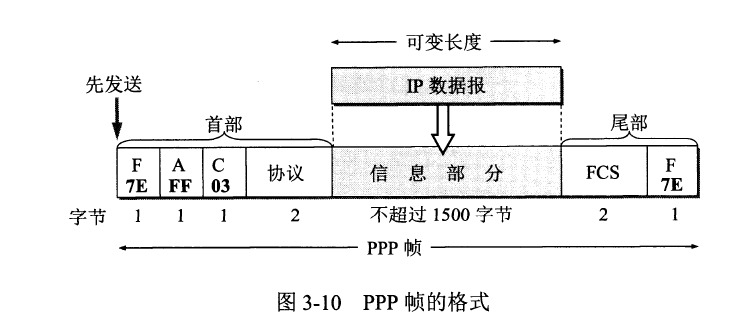 可变长度
先发送
IP 数据报
首部
尾部
F A C F
7E FF 03 协议 信息部分 FCS 7E
字节 1 1 1 2 不超过 1500 字节 2 1
PPP 帧
图 3-10 PPP 帧的格式